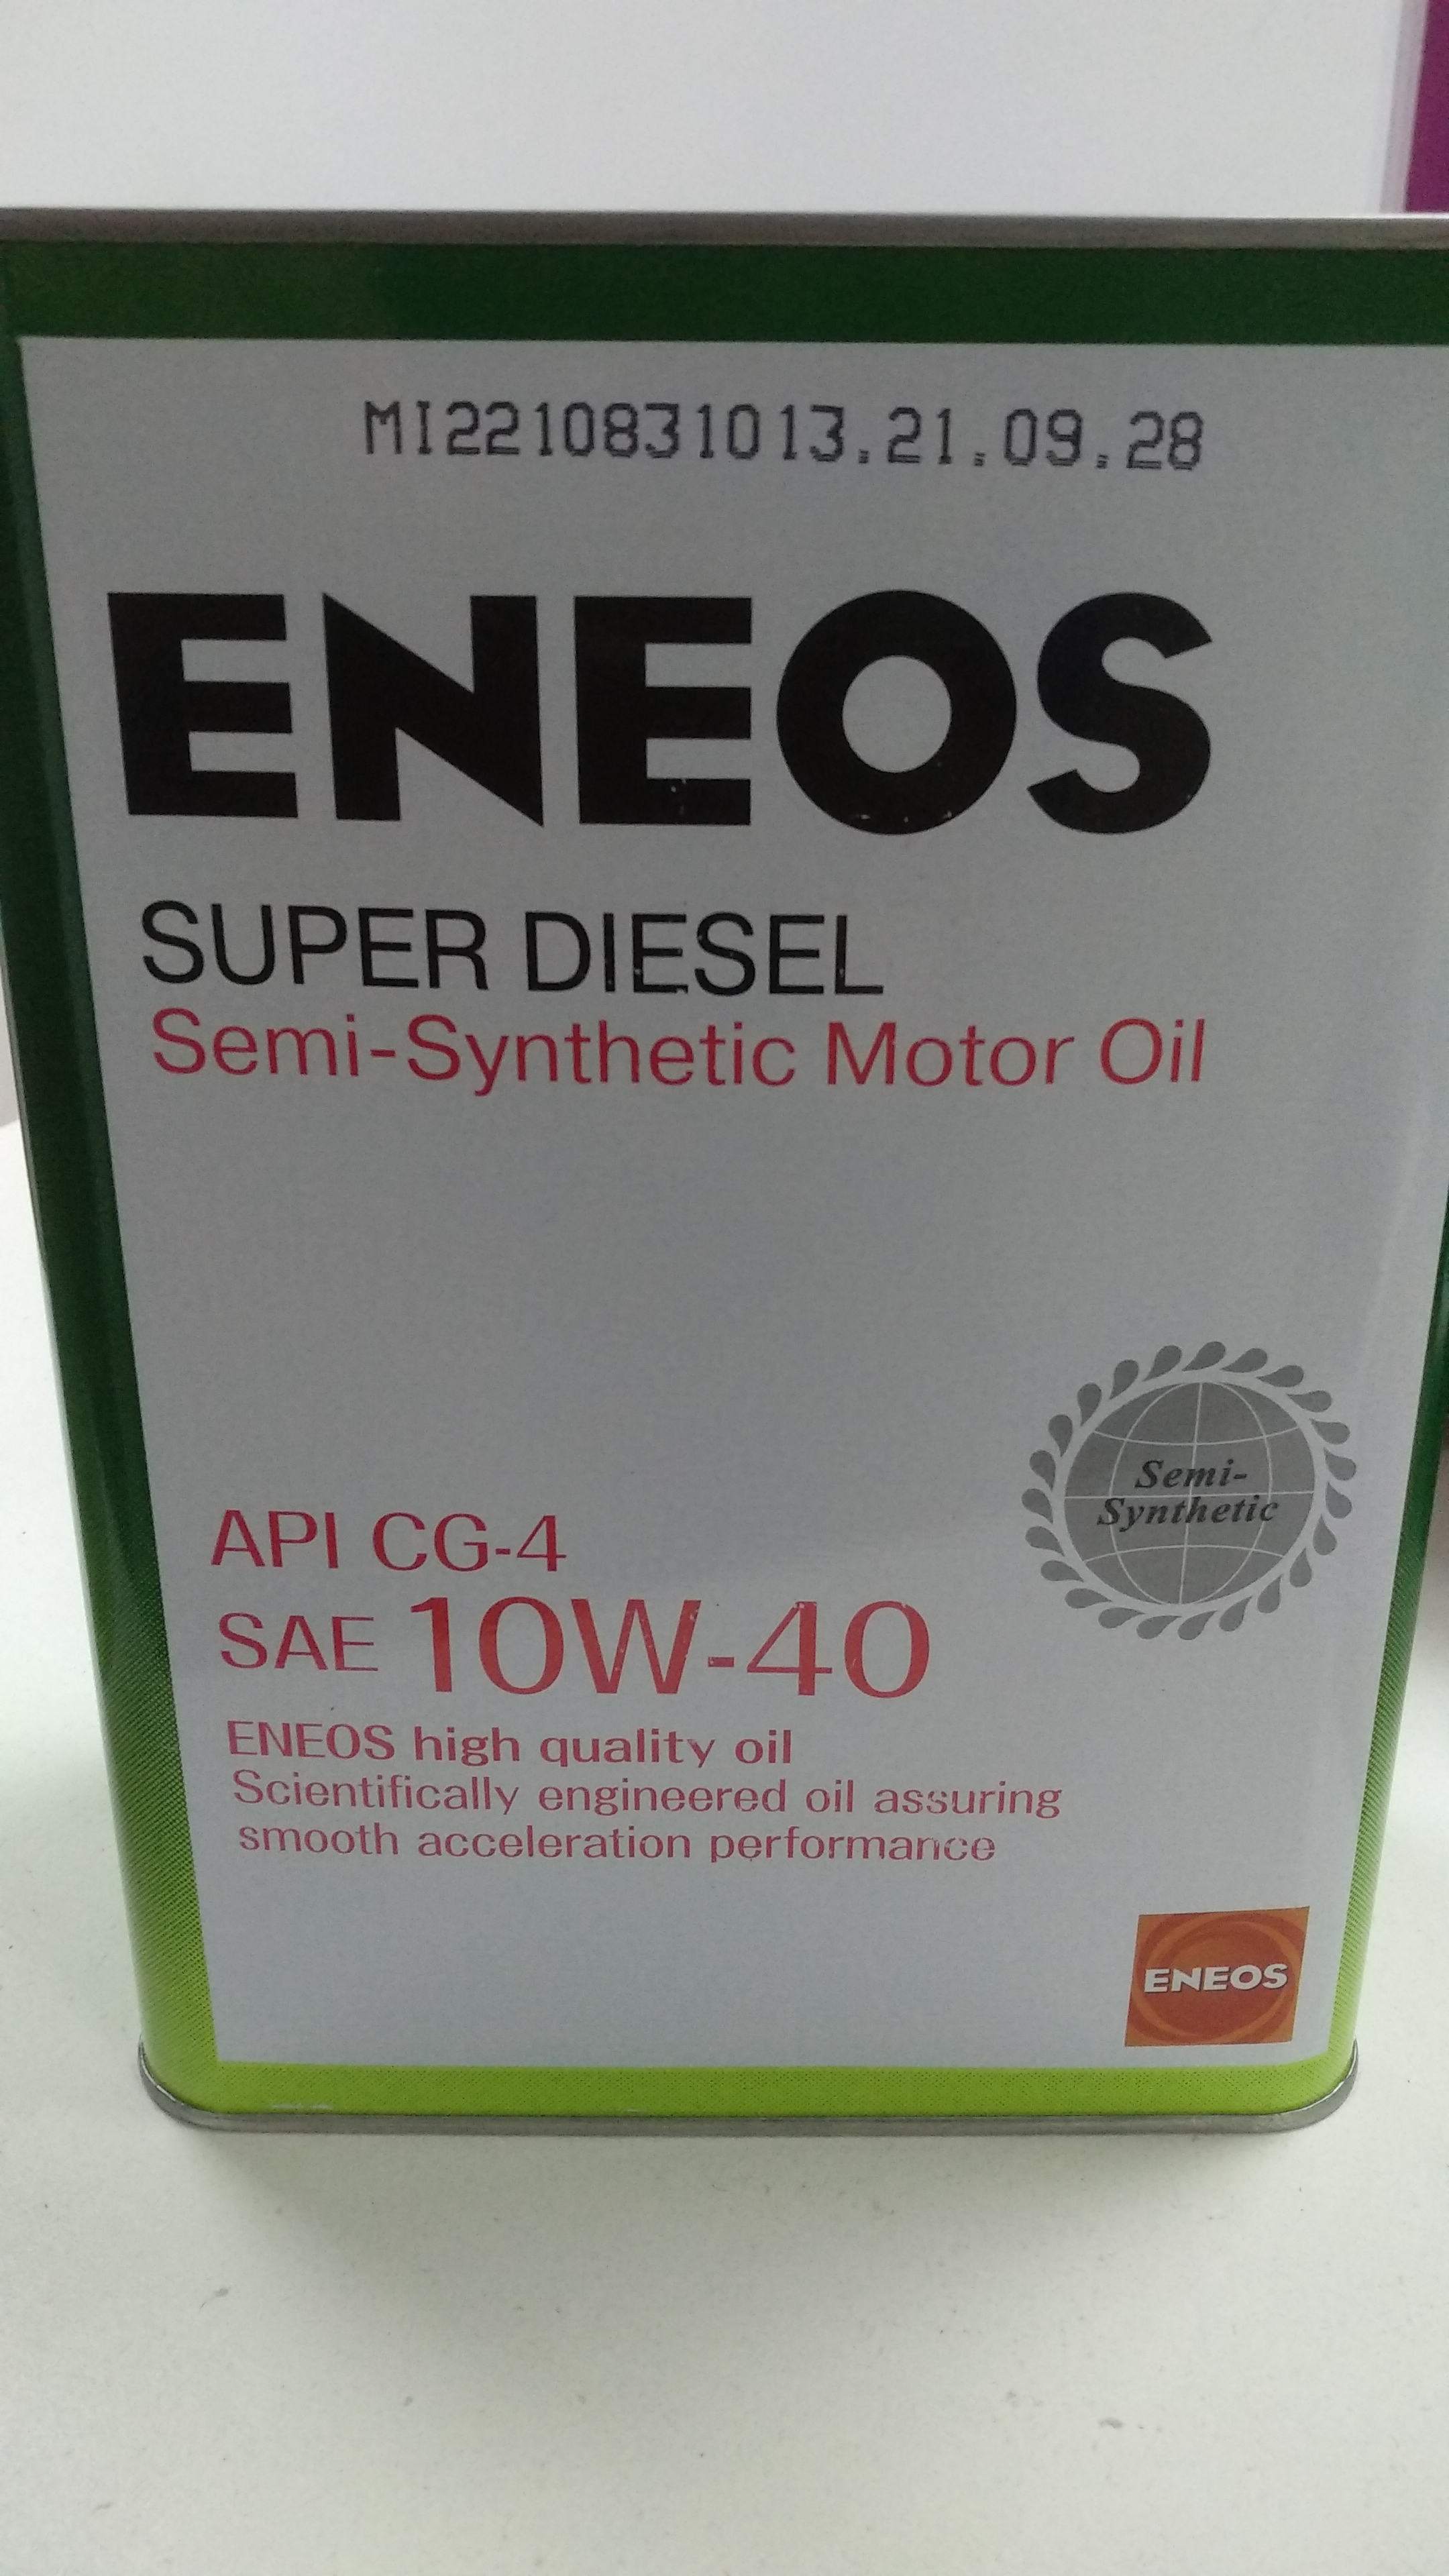 MI2210831013.21.09.28
ENEOS
SUPER DIESEL
Semi-Synthetic Motor Oil
Semi-
Synthetic
API CG-4
SAE 10W-40
ENEOS high quality oil
Scientifically engineered oil assuring
smooth acceleration performance
ENEOS